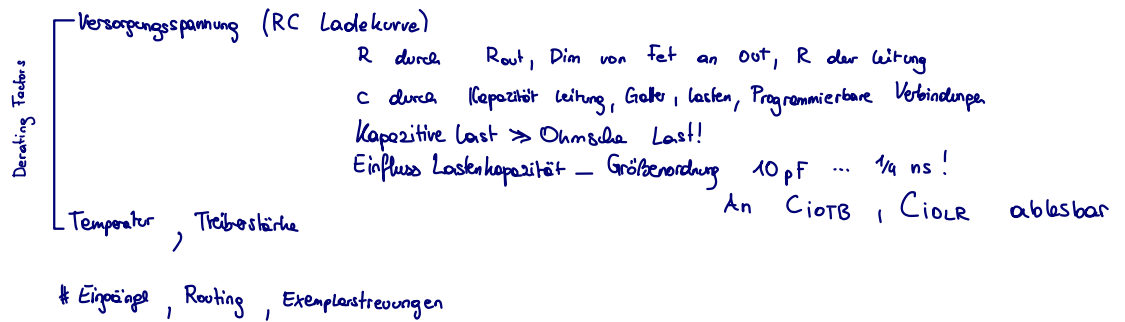 Derating Factors
Versorgungsspannung (RC Ladekurve)
R durch Rout, Dim von Fet an out, R der Leitung
C durch Kapazität Leitung, Gatter, Lasten, Programmierbare Verbindungen
Kapazitive Last >> Ohmsche Last!
Einfluss Lastenkapazität – Größenordnung 10 pF ... 1/4 ns!
An CIOTB, CIOLR ablesbar
Temperatur, Treiberstärke
# Eingänge, Routing, Exemplarstreuungen